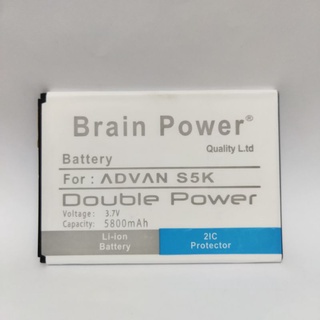 Brain Power®
Quality L.td
Battery
For : ADVAN S5K
Double Power
Voltage : 3.7V
Capacity: 5800mAh
Li-ion Battery
2IC Protector